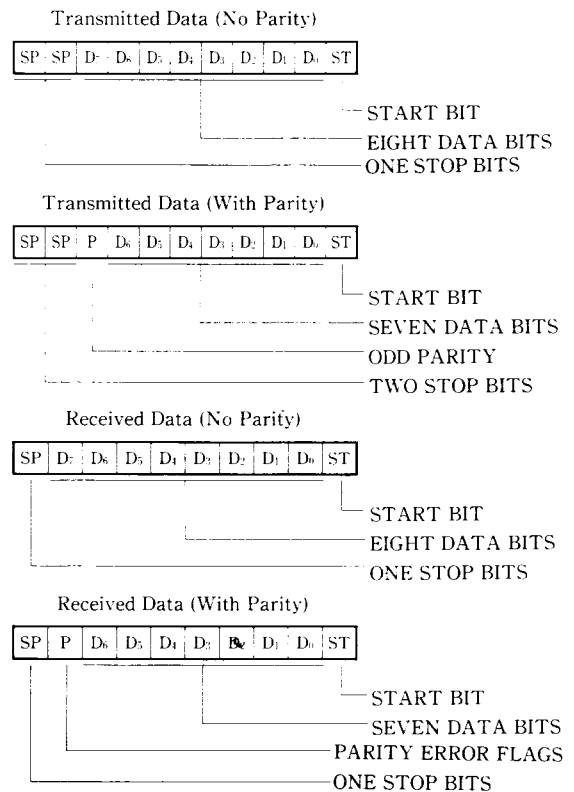 Transmitted Data (No Parity)
SP SP D7 D6 D5 D4 D3 D2 D1 D0 ST
START BIT
EIGHT DATA BITS
ONE STOP BITS
Transmitted Data (With Parity)
SP SP P D6 D5 D4 D3 D2 D1 D0 ST
START BIT
SEVEN DATA BITS
ODD PARITY
TWO STOP BITS
Received Data (No Parity)
SP D7 D6 D5 D4 D3 D2 D1 D0 ST
START BIT
EIGHT DATA BITS
ONE STOP BITS
Received Data (With Parity)
SP P D6 D5 D4 D3 D1 D0 ST
START BIT
SEVEN DATA BITS
PARITY ERROR FLAGS
ONE STOP BITS